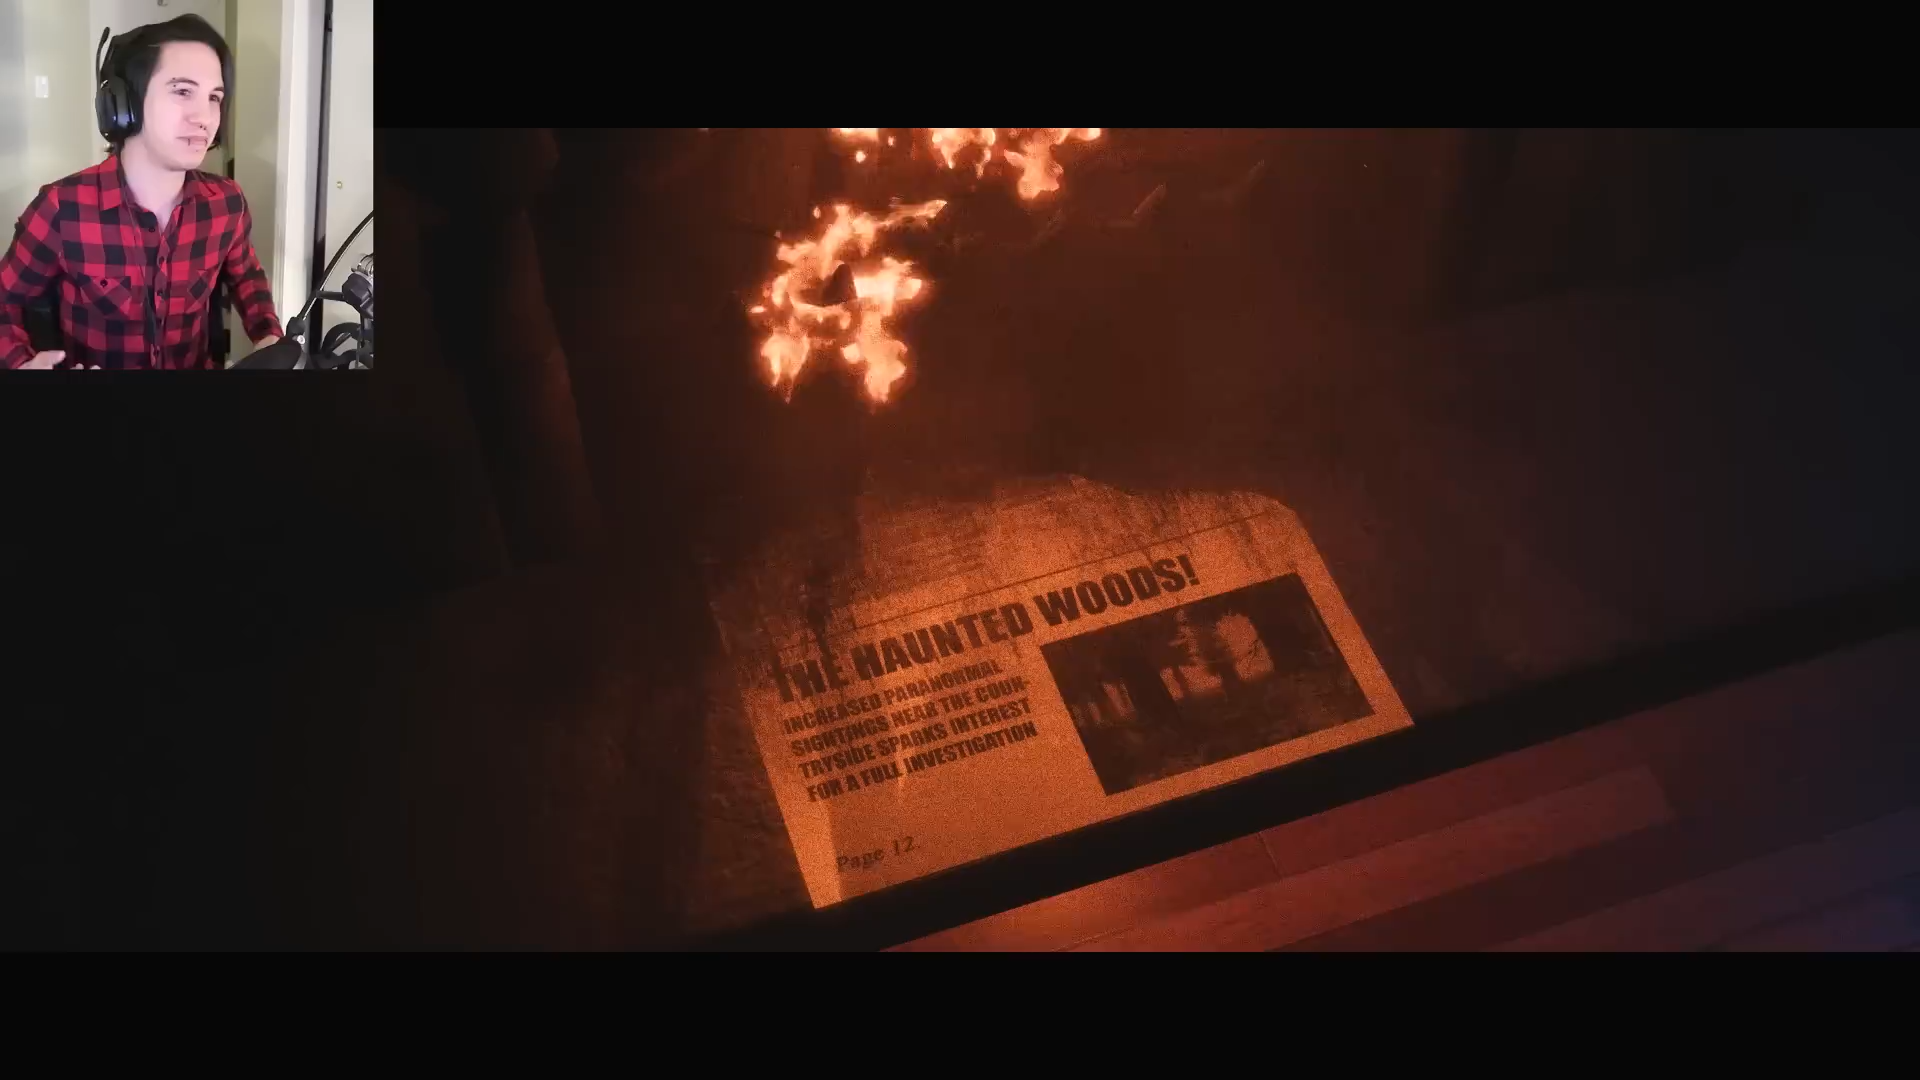 THE HAUNTED WOODS!
INCREASED PARANORMAL
SIGHTINGS NEAR THE COUN-
TRYSIDE SPARKS INTEREST
FOR A FULL INVESTIGATION
Page 12